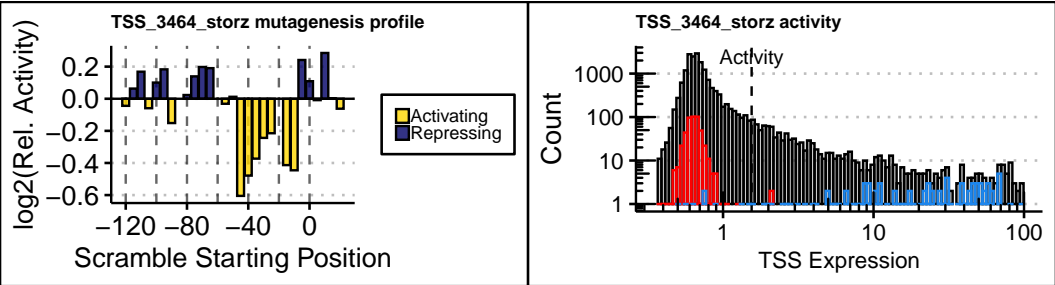 TSS_3464_storz mutagenesis profile
log2(Rel. Activity)
0.2
0.0
−0.2
−0.4
−0.6
−120 −80 −40 0
Scramble Starting Position
Activating
Repressing
TSS_3464_storz activity
Activity
Count
1000
100
10
1
1 10 100
TSS Expression